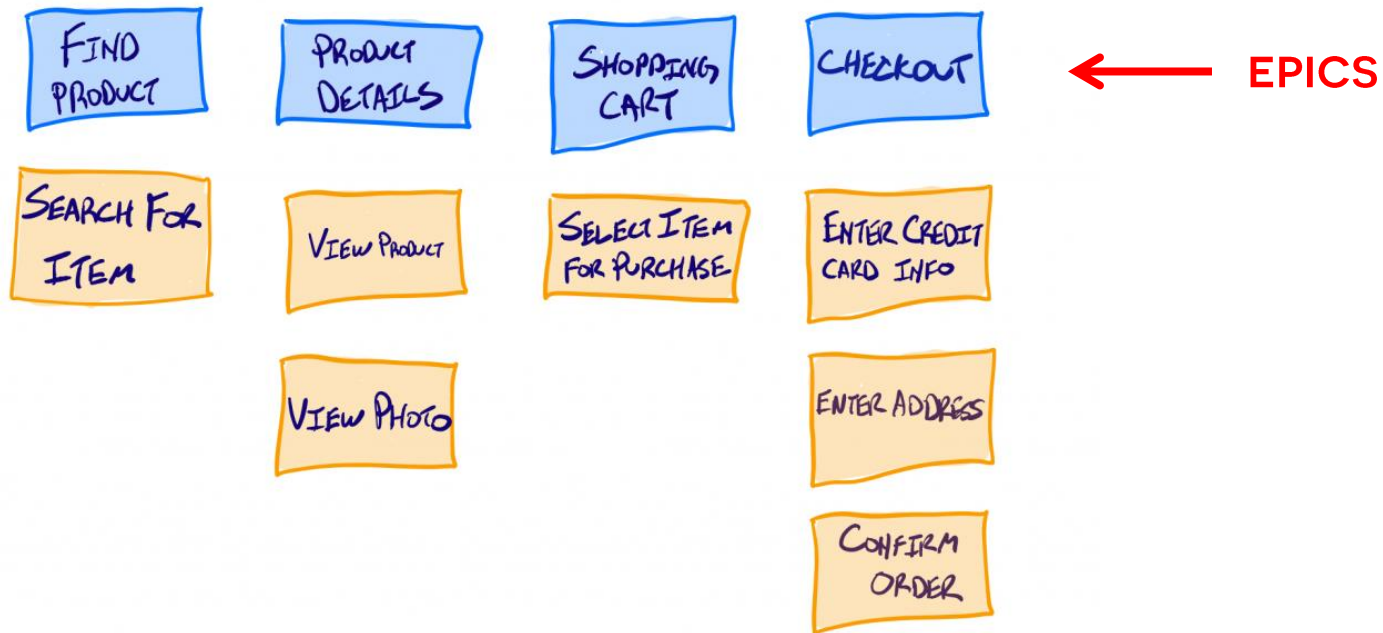 FIND
PRODUCT
PRODUCT
DETAILS
SHOPPING
CART
CHECKOUT
EPICS
SEARCH FOR
ITEM
VIEW PRODUCT
SELECT ITEM
FOR PURCHASE
ENTER CREDIT
CARD INFO
VIEW PHOTO
ENTER ADDRESS
CONFIRM
ORDER